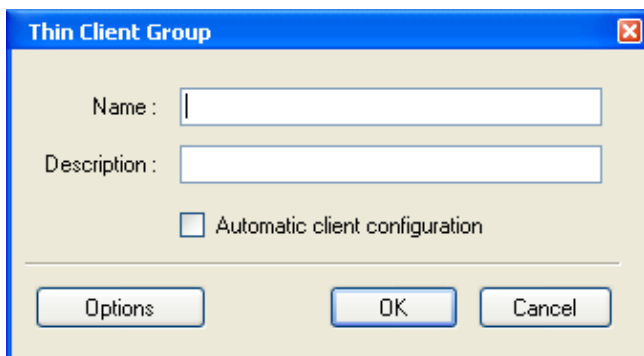 Thin Client Group
Name :
Description :
Automatic client configuration
Options OK Cancel